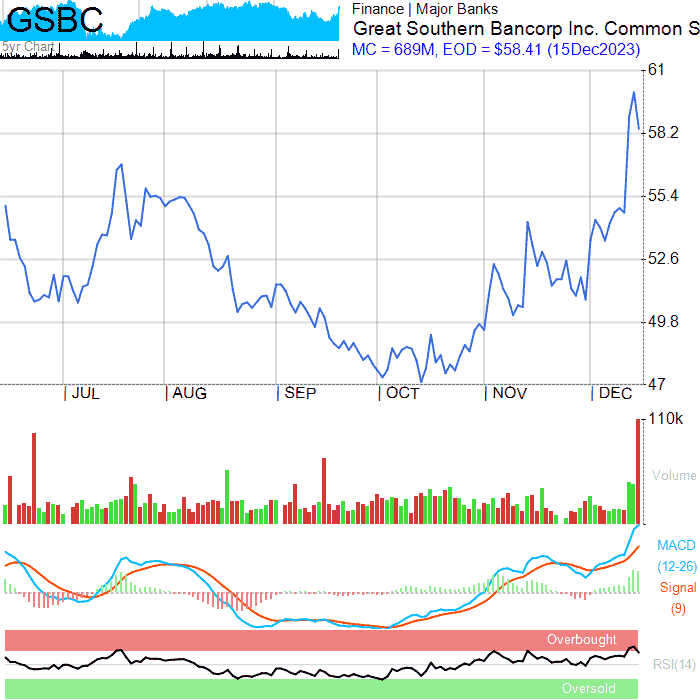 GSBC
5yr Chart
Finance | Major Banks
Great Southern Bancorp Inc. Common S
MC = 689M, EOD = $58.41 (15Dec2023)
61
58.2
55.4
52.6
49.8
47
| JUL | AUG | SEP | OCT | NOV | DEC
110k
Volume
MACD
(12-26)
Signal
(9)
Overbought
RSI(14)
Oversold